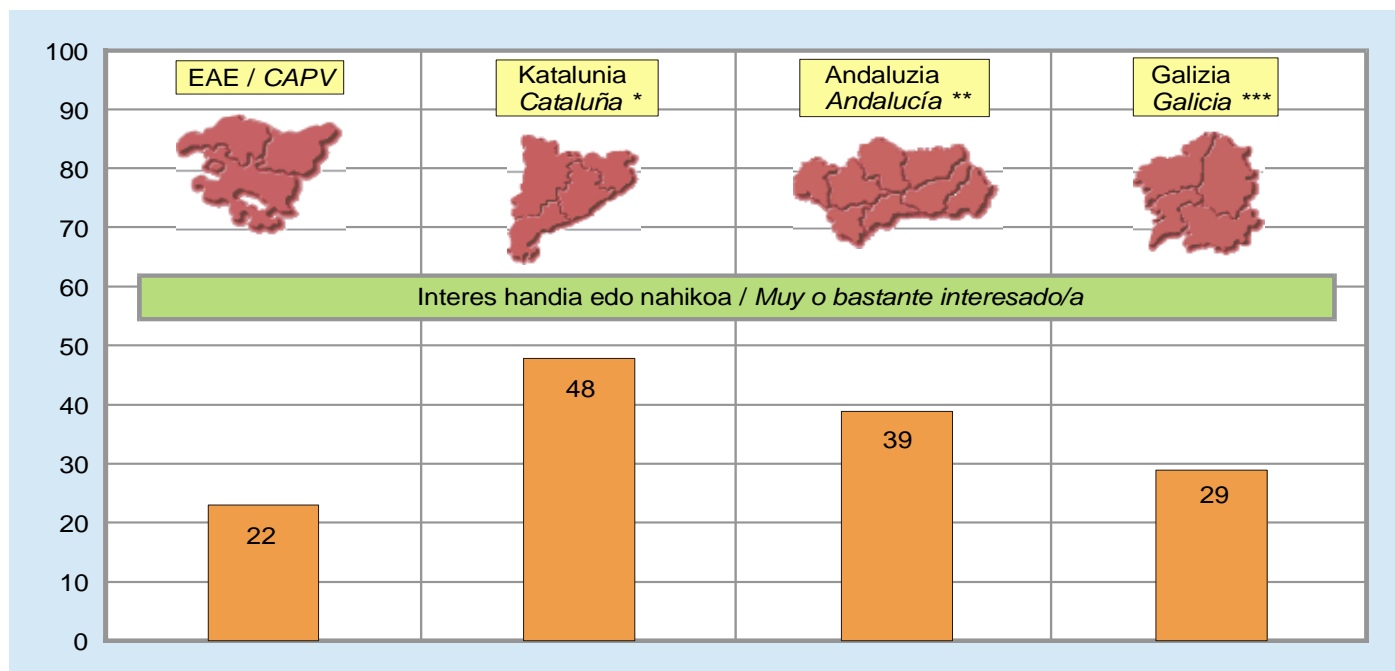 100
90
80
70
60
50
40
30
20
10
0
EAE / CAPV
Katalunia
Cataluña *
Andaluzia
Andalucía **
Galizia
Galicia ***
Interes handia edo nahikoa / Muy o bastante interesado/a
22
48
39
29